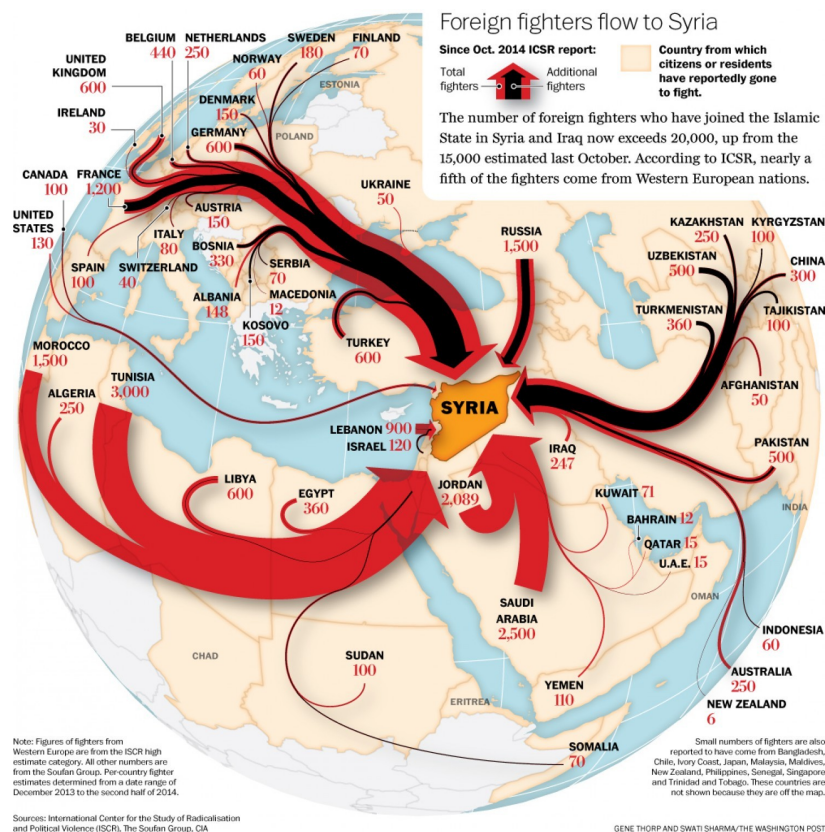 Foreign fighters flow to Syria
Since Oct. 2014 ICSR report:
Total
fighters
Additional
fighters
Country from which
citizens or residents
have reportedly gone
to fight.
The number of foreign fighters who have joined the Islamic
State in Syria and Iraq now exceeds 20,000, up from the
15,000 estimated last October. According to ICSR, nearly a
fifth of the fighters come from Western European nations.
BELGIUM
440
NETHERLANDS
250
SWEDEN
180
FINLAND
70
NORWAY
60
UNITED
KINGDOM
600
ESTONIA
DENMARK
150
IRELAND
30
GERMANY
600
POLAND
CANADA
100
FRANCE
1,200
UKRAINE
50
AUSTRIA
150
UNITED
STATES
130
ITALY
80
BOSNIA
330
SPAIN
100
SWITZERLAND
40
SERBIA
70
ALBANIA
148
MACEDONIA
12
KOSOVO
150
RUSSIA
1,500
KAZAKHSTAN
250
KYRGYZSTAN
100
UZBEKISTAN
500
CHINA
300
TURKMENISTAN
360
TAJIKISTAN
100
TURKEY
600
MOROCCO
1,500
ALGERIA
250
TUNISIA
3,000
AFGHANISTAN
50
SYRIA
LEBANON 900
ISRAEL 120
IRAQ
247
PAKISTAN
500
LIBYA
600
EGYPT
360
JORDAN
2,089
KUWAIT 71
INDIA
BAHRAIN 12
QATAR 15
U.A.E. 15
OMAN
SAUDI
ARABIA
2,500
INDONESIA
60
CHAD
SUDAN
100
AUSTRALIA
250
YEMEN
110
NEW ZEALAND
6
ERITREA
SOMALIA
70
Note: Figures of fighters from
Western Europe are from the ISCR high
estimate category. All other numbers are
from the Soufan Group. Per-country fighter
estimates determined from a date range of
December 2013 to the second half of 2014.
Small numbers of fighters are also
reported to have come from Bangladesh,
Chile, Ivory Coast, Japan, Malaysia, Maldives,
New Zealand, Philippines, Senegal, Singapore
and Trinidad and Tobago. These countries are
not shown because they are off the map.
Sources: International Center for the Study of Radicalisation
and Political Violence (ISCR), The Soufan Group, CIA
GENE THORP AND SWATI SHARMA/THE WASHINGTON POST